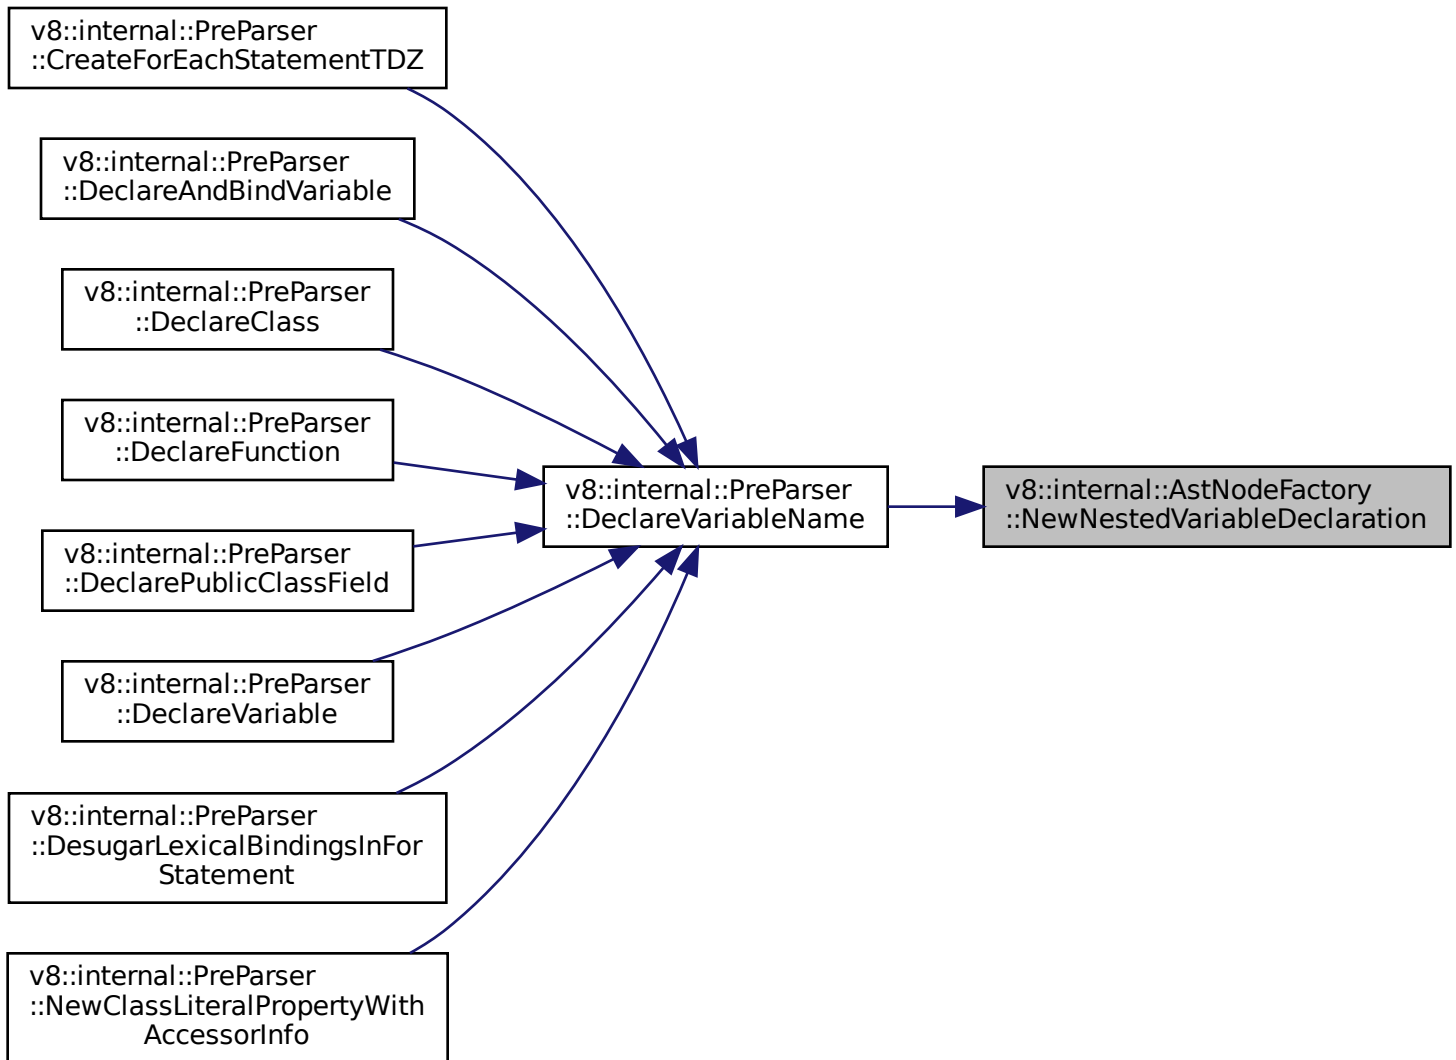 v8::internal::PreParser
::CreateForEachStatementTDZ
v8::internal::PreParser
::DeclareAndBindVariable
v8::internal::PreParser
::DeclareClass
v8::internal::PreParser
::DeclareFunction
v8::internal::PreParser
::DeclarePublicClassField
v8::internal::PreParser
::DeclareVariable
v8::internal::PreParser
::DesugarLexicalBindingsInFor
Statement
v8::internal::PreParser
::NewClassLiteralPropertyWith
AccessorInfo
v8::internal::PreParser
::DeclareVariableName
v8::internal::AstNodeFactory
::NewNestedVariableDeclaration